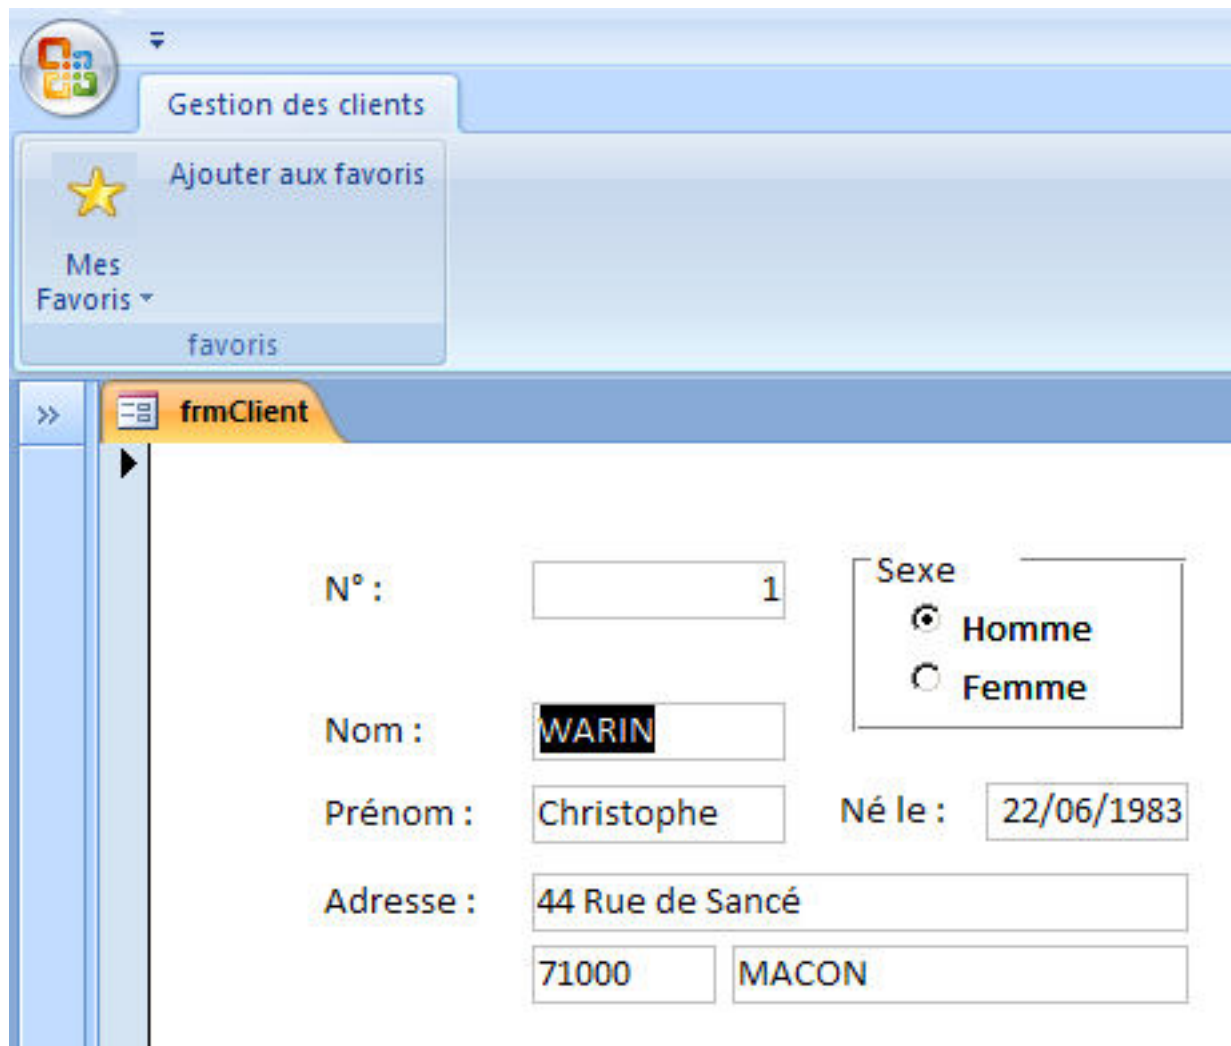 Gestion des clients
Ajouter aux favoris
Mes
Favoris
favoris
frmClient
N° : 1
Sexe
Homme
Femme
Nom : WARIN
Prénom : Christophe Né le : 22/06/1983
Adresse : 44 Rue de Sancé
71000 MACON